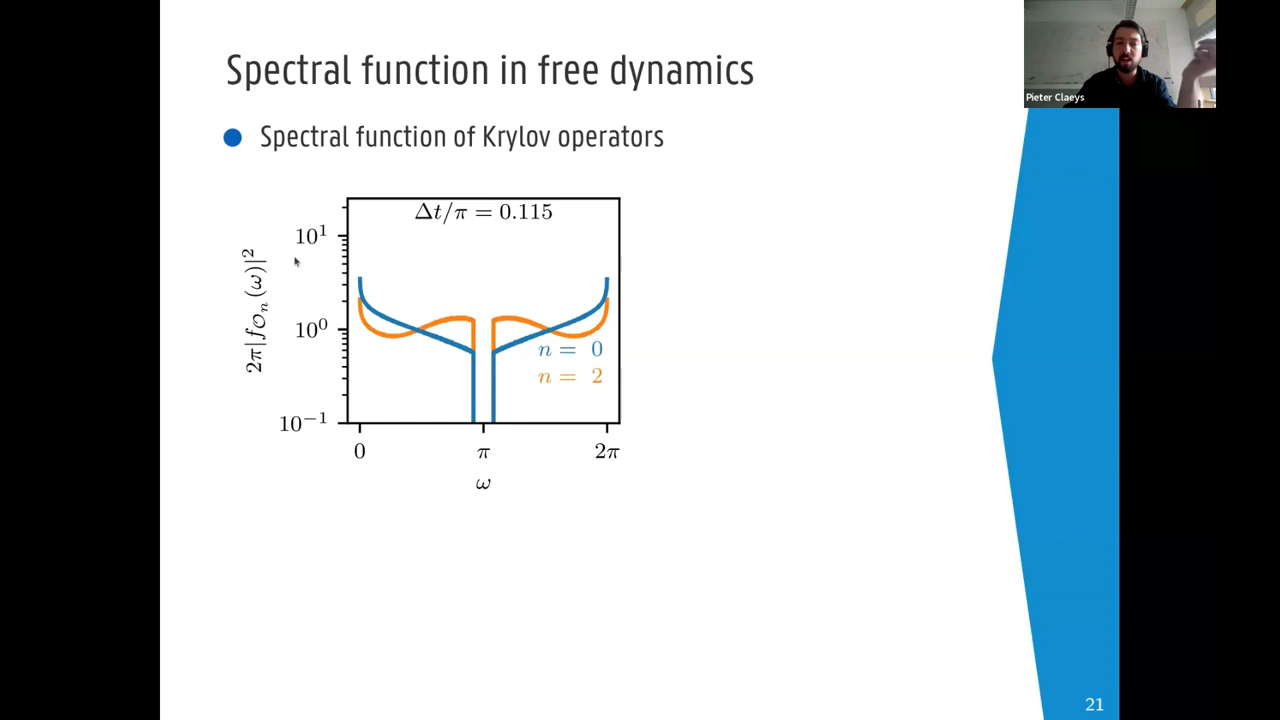 Spectral function in free dynamics
Pieter Claeys
Spectral function of Krylov operators
Δt/π = 0.115
2π|f𝒪ₙ(ω)|²
10¹
10⁰
10⁻¹
n = 0
n = 2
0
π
2π
ω
21